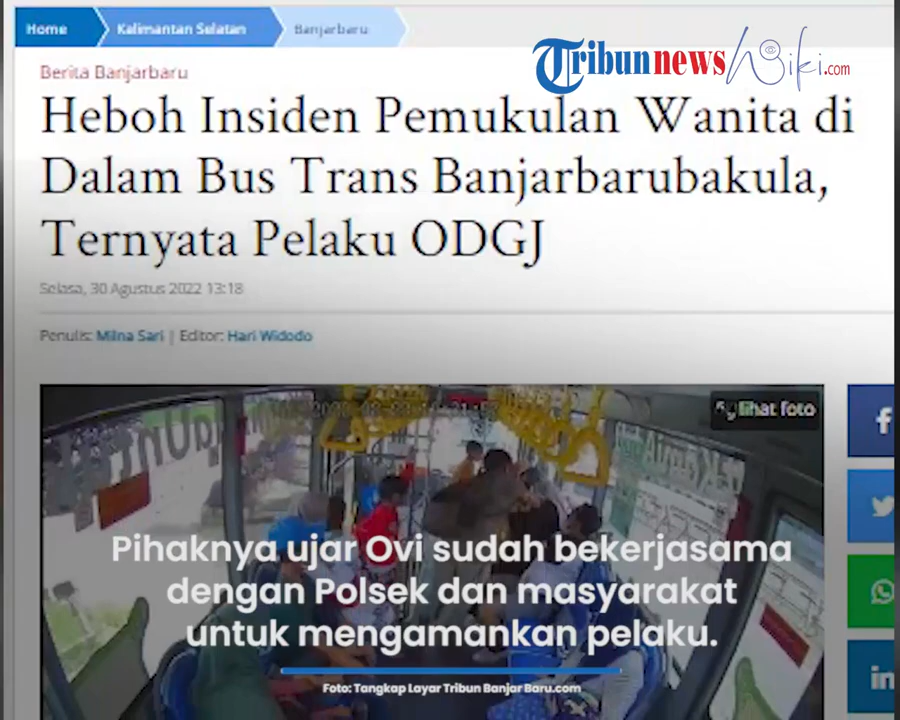 Home Kalimantan Selatan Banjarbaru
Tribunnews Wiki.com
Berita Banjarbaru
Heboh Insiden Pemukulan Wanita di
Dalam Bus Trans Banjarbarubakula,
Ternyata Pelaku ODGJ
Selasa, 30 Agustus 2022 13:18
Penulis: Milna Sari | Editor: Hari Widodo
lihat foto
Pihaknya ujar Ovi sudah bekerjasama
dengan Polsek dan masyarakat
untuk mengamankan pelaku.
Foto: Tangkap Layar Tribun Banjar Baru.com